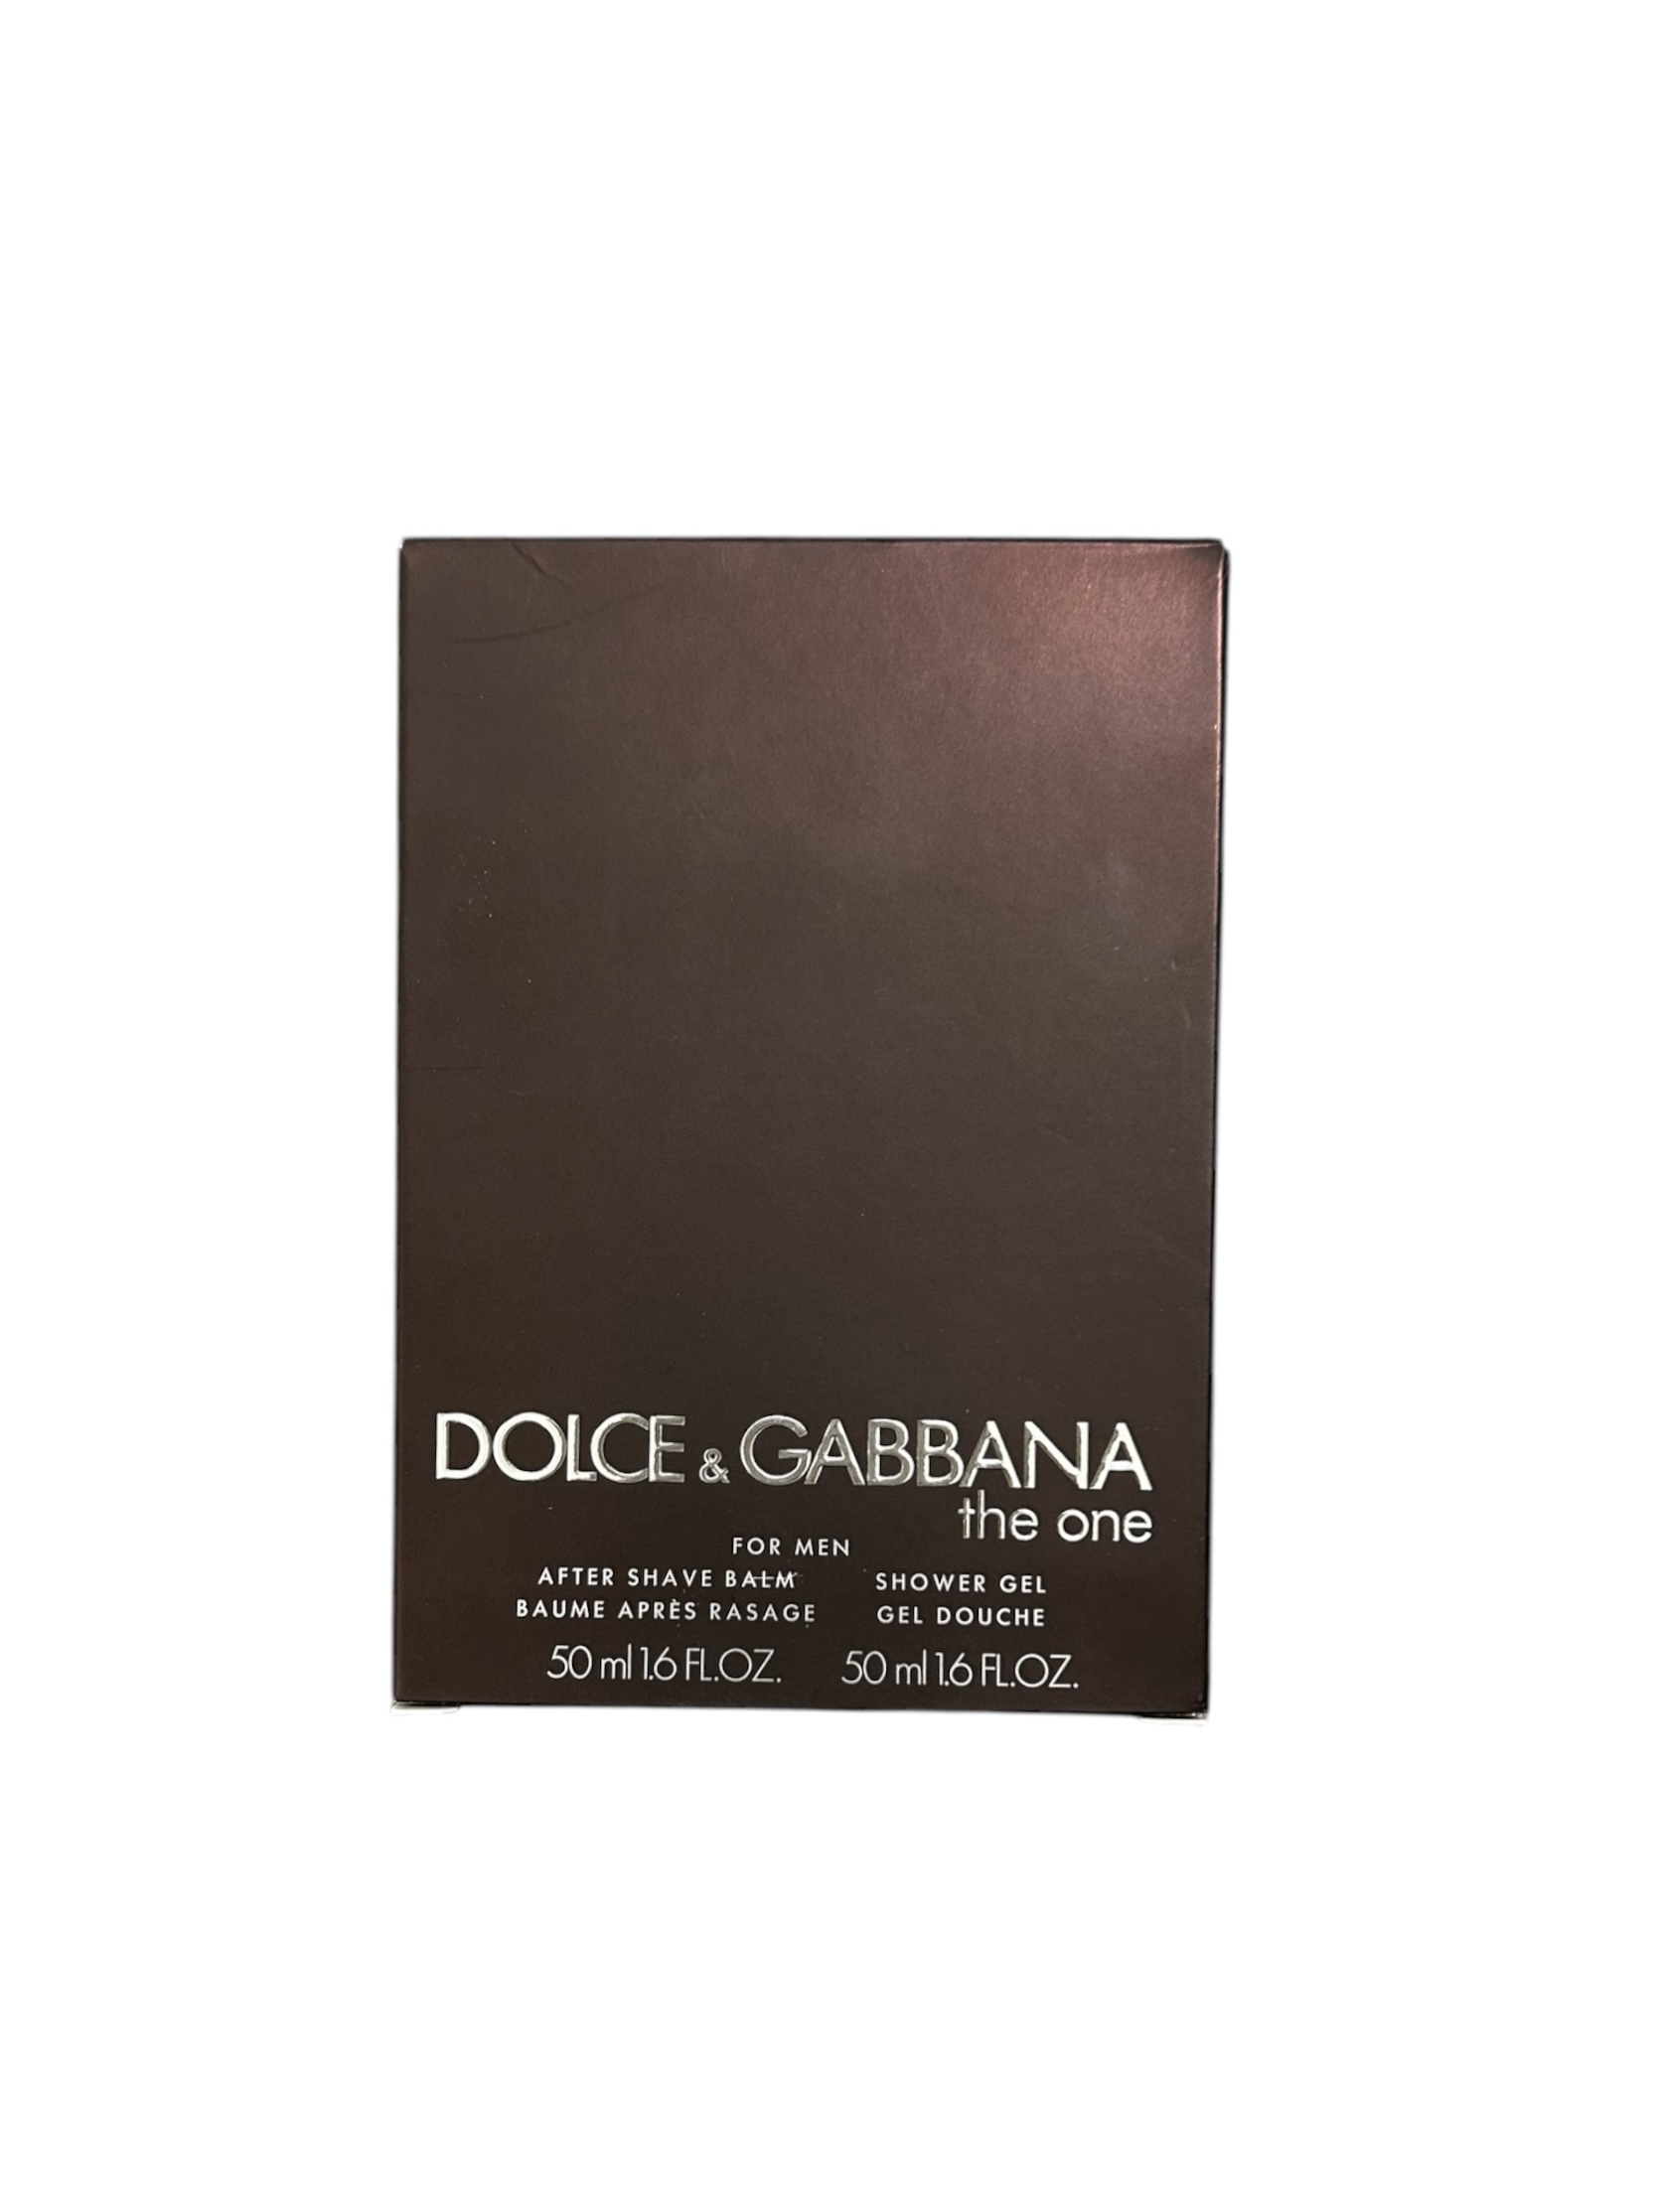 DOLCE & GABBANA
the one
FOR MEN
AFTER SHAVE BALM
BAUME APRÈS RASAGE
50 ml 1.6 FL.OZ.
SHOWER GEL
GEL DOUCHE
50 ml 1.6 FL.OZ.